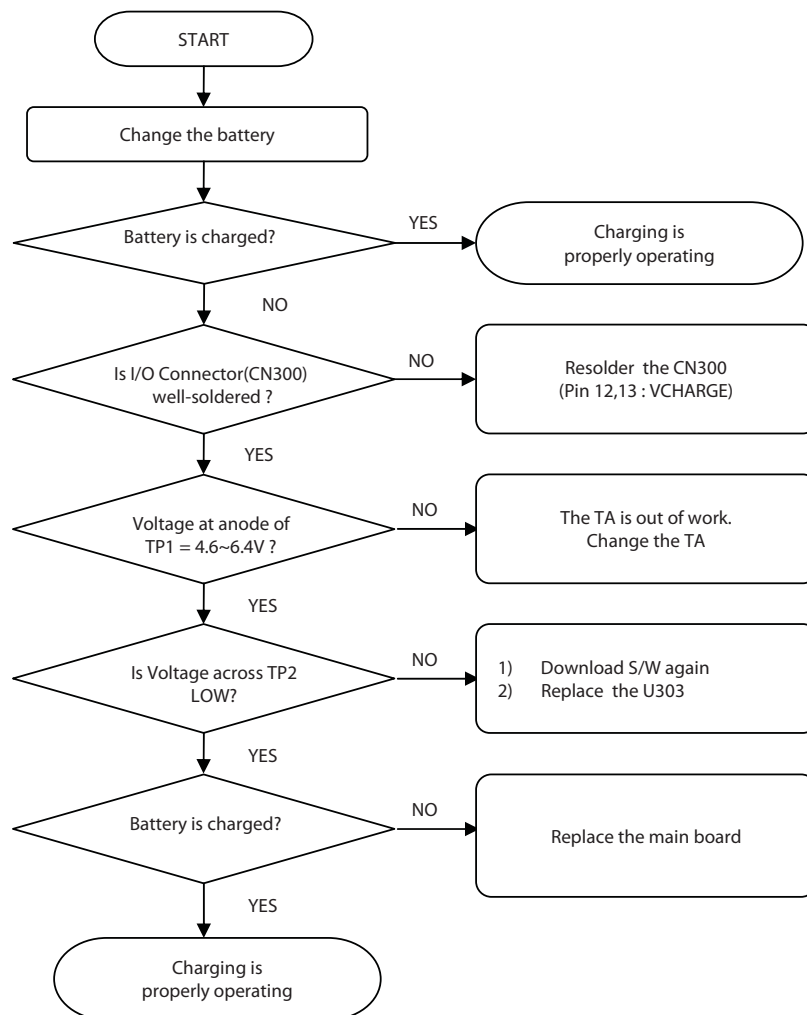 START
Change the battery
Battery is charged?
YES
Charging is
properly operating
NO
Is I/O Connector(CN300)
well-soldered ?
NO
Resolder the CN300
(Pin 12,13 : VCHARGE)
YES
Voltage at anode of
TP1 = 4.6~6.4V ?
NO
The TA is out of work.
Change the TA
YES
Is Voltage across TP2
LOW?
NO
1) Download S/W again
2) Replace the U303
YES
Battery is charged?
NO
Replace the main board
YES
Charging is
properly operating